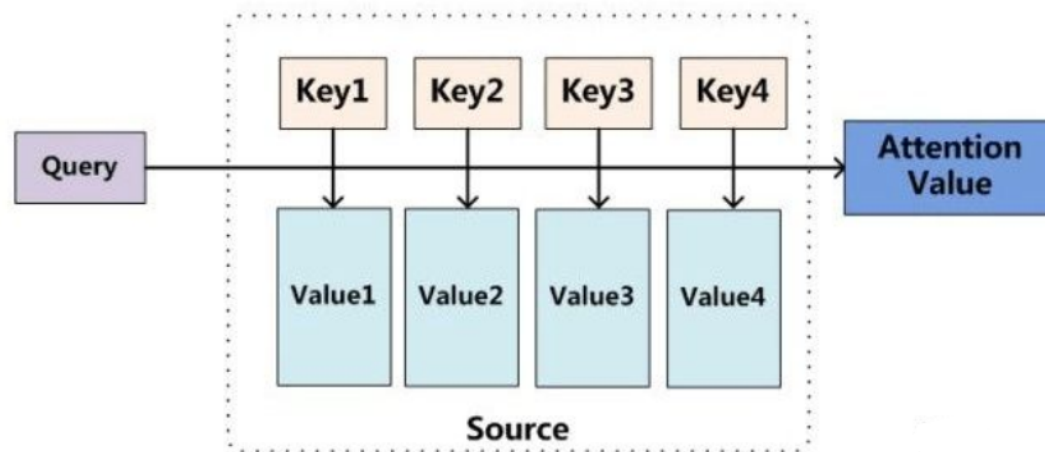 Key1 Key2 Key3 Key4
Query
Attention
Value
Value1 Value2 Value3 Value4
Source